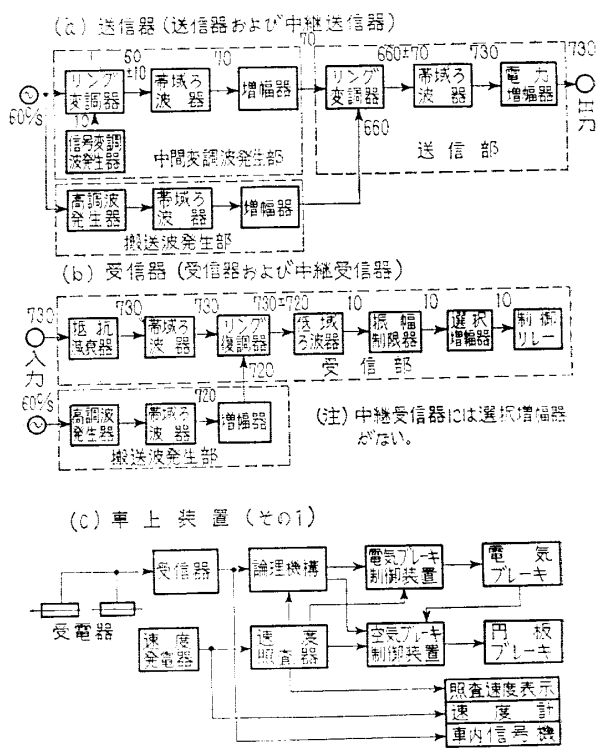 (a) 送信器(送信器および中継送信器)
60c/s
リング変調器
50±10
帯域ろ波器
70
増幅器
70
リング変調器
660±70
帯域ろ波器
730
電力増幅器
730
出力
10
信号変調波発生器
中間変調波発生部
660
送信部
高調波発生器
帯域ろ波器
増幅器
搬送波発生部
(b) 受信器(受信器および中継受信器)
730
入力
抵抗減衰器
730
帯域ろ波器
730
リング復調器
730±720
低域ろ波器
10
振幅制限器
10
選択増幅器
10
制御リレー
720
受信部
60c/s
高調波発生器
帯域ろ波器
720
増幅器
搬送波発生部
(注) 中継受信器には選択増幅器がない。
(c) 車上装置(その1)
受電器
受信器
論理機構
電気ブレーキ制御装置
電気ブレーキ
速度発電器
速度照査器
空気ブレーキ制御装置
円板ブレーキ
照査速度表示
速度計
車内信号機